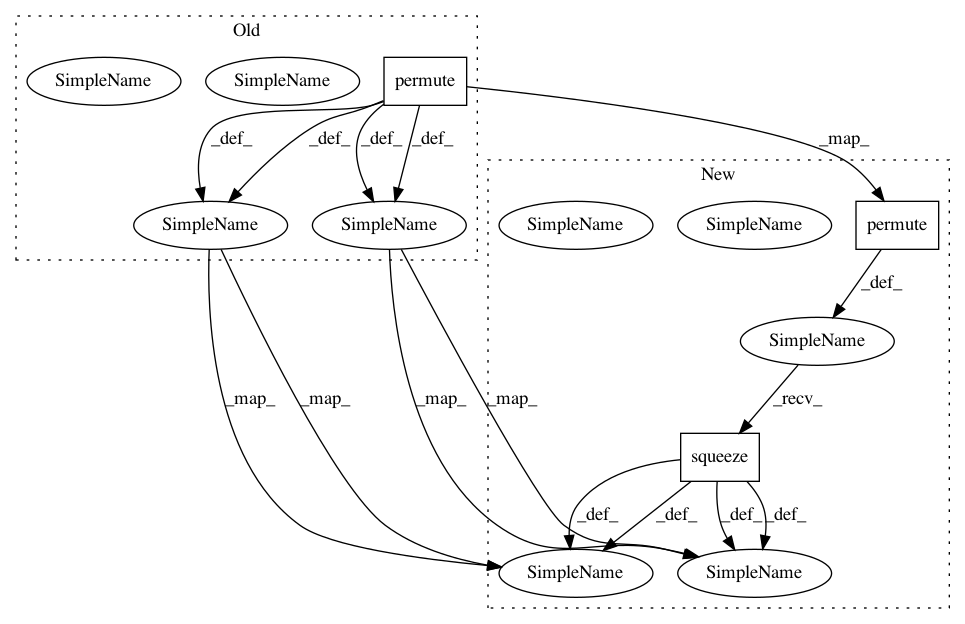 Old
SimpleName
SimpleName
permute
_def_
_def_
_def_
_def_
_map_
New
SimpleName
SimpleName
SimpleName
SimpleName
permute
_def_
SimpleName
_map_
_map_
_map_
_map_
_recv_
squeeze
_def_
_def_
_def_
_def_
SimpleName
SimpleName